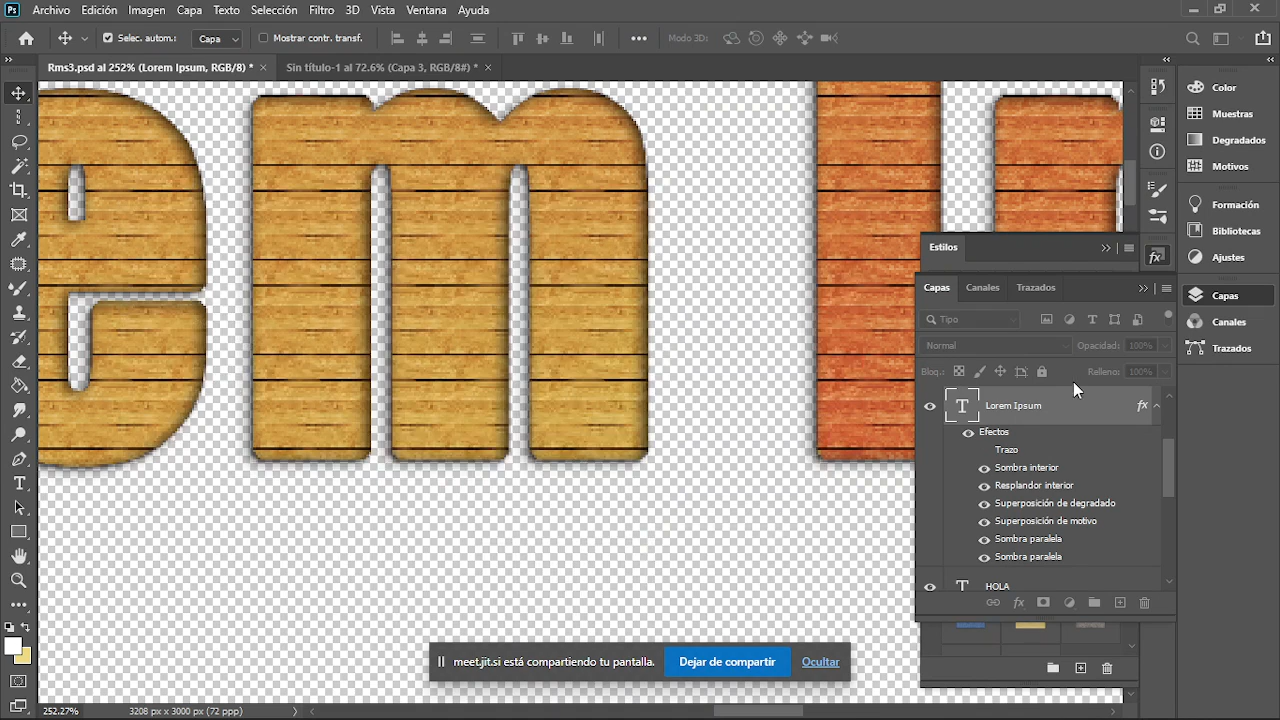 Ps Archivo Edición Imagen Capa Texto Selección Filtro 3D Vista Ventana Ayuda
Selec. autom.: Capa Mostrar contr. transf. Modo 3D:
Rms3.psd al 252% (Lorem Ipsum, RGB/8) * × Sin título-1 al 72.6% (Capa 3, RGB/8#) * ×
em
Color
Muestras
Degradados
Motivos
Formación
Bibliotecas
Ajustes
Capas
Canales
Trazados
Estilos
Capas Canales Trazados
Tipo
Normal Opacidad: 100%
Bloq.: Relleno: 100%
T Lorem Ipsum fx
Efectos
Trazo
Sombra interior
Resplandor interior
Superposición de degradado
Superposición de motivo
Sombra paralela
Sombra paralela
T HOLA
fx
meet.jit.si está compartiendo tu pantalla. Dejar de compartir Ocultar
252.27% 3208 px x 3000 px (72 ppp)